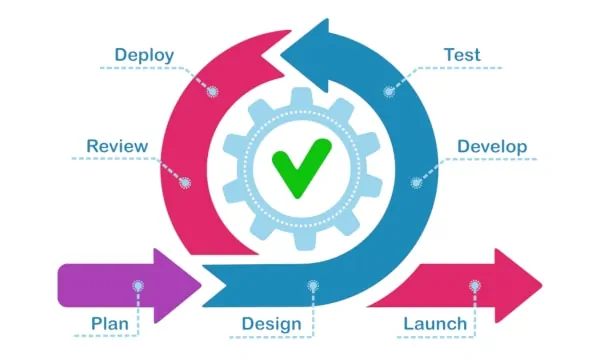 Deploy
Test
Review
Develop
Plan
Design
Launch